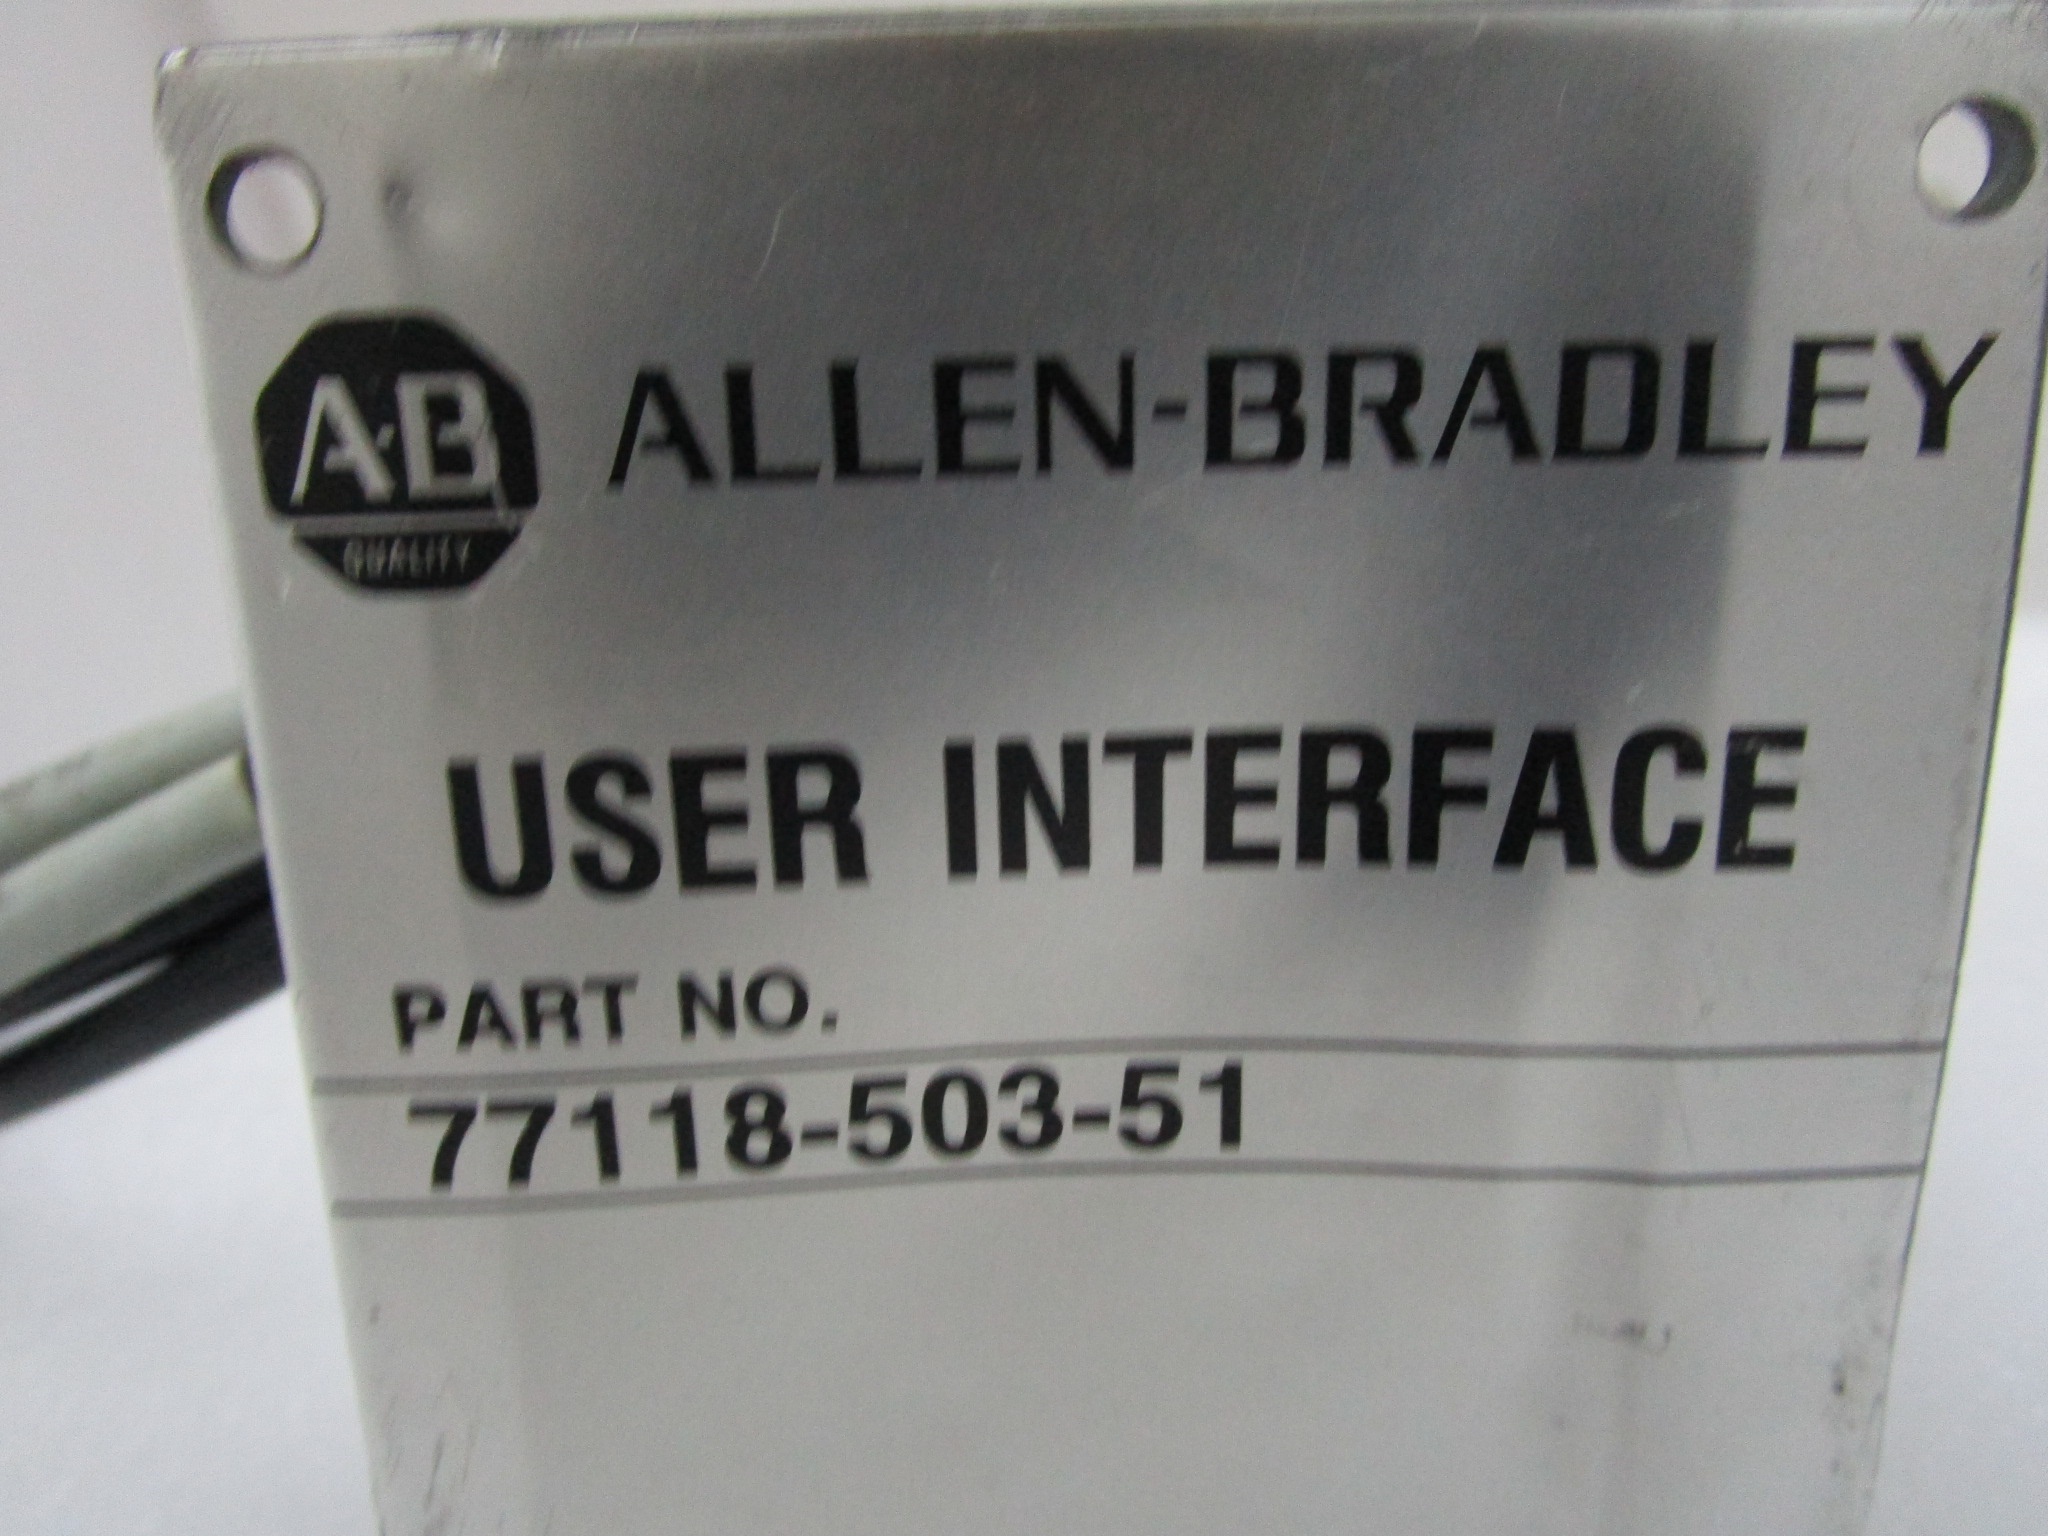 AB
QUALITY
ALLEN-BRADLEY
USER INTERFACE
PART NO.
77118-503-51